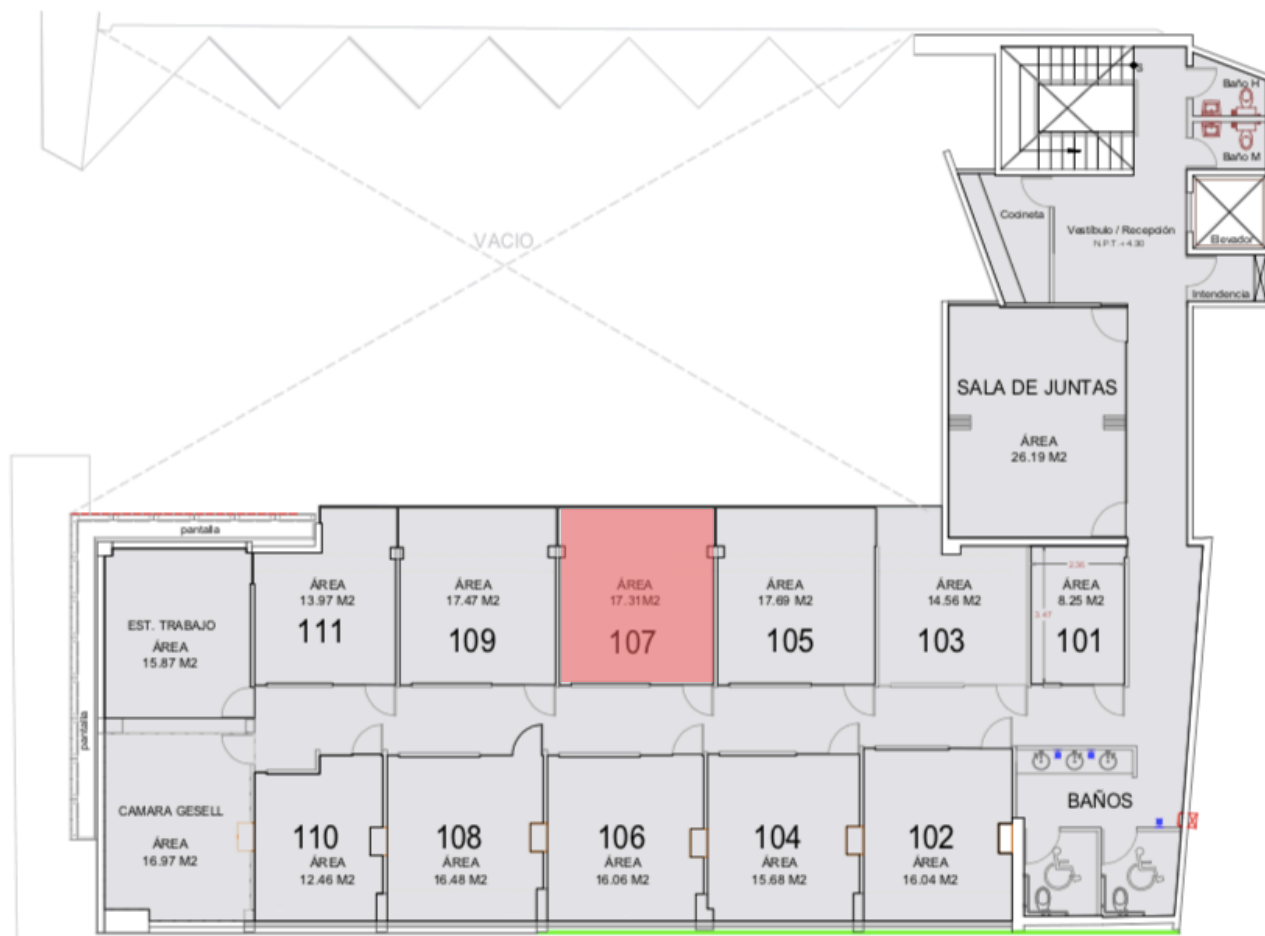 S
Baño H
Baño M
Cocineta
Vestíbulo / Recepción
N.P.T. + 4.30
Elevador
Intendencia
VACIO
SALA DE JUNTAS
ÁREA
26.19 M2
pantalla
pantalla
EST. TRABAJO
ÁREA
15.87 M2
ÁREA
13.97 M2
111
ÁREA
17.47 M2
109
ÁREA
17.31M2
107
ÁREA
17.69 M2
105
ÁREA
14.56 M2
103
2.36
3.47
ÁREA
8.25 M2
101
CAMARA GESELL
ÁREA
16.97 M2
110
ÁREA
12.46 M2
108
ÁREA
16.48 M2
106
ÁREA
16.06 M2
104
ÁREA
15.68 M2
102
ÁREA
16.04 M2
BAÑOS